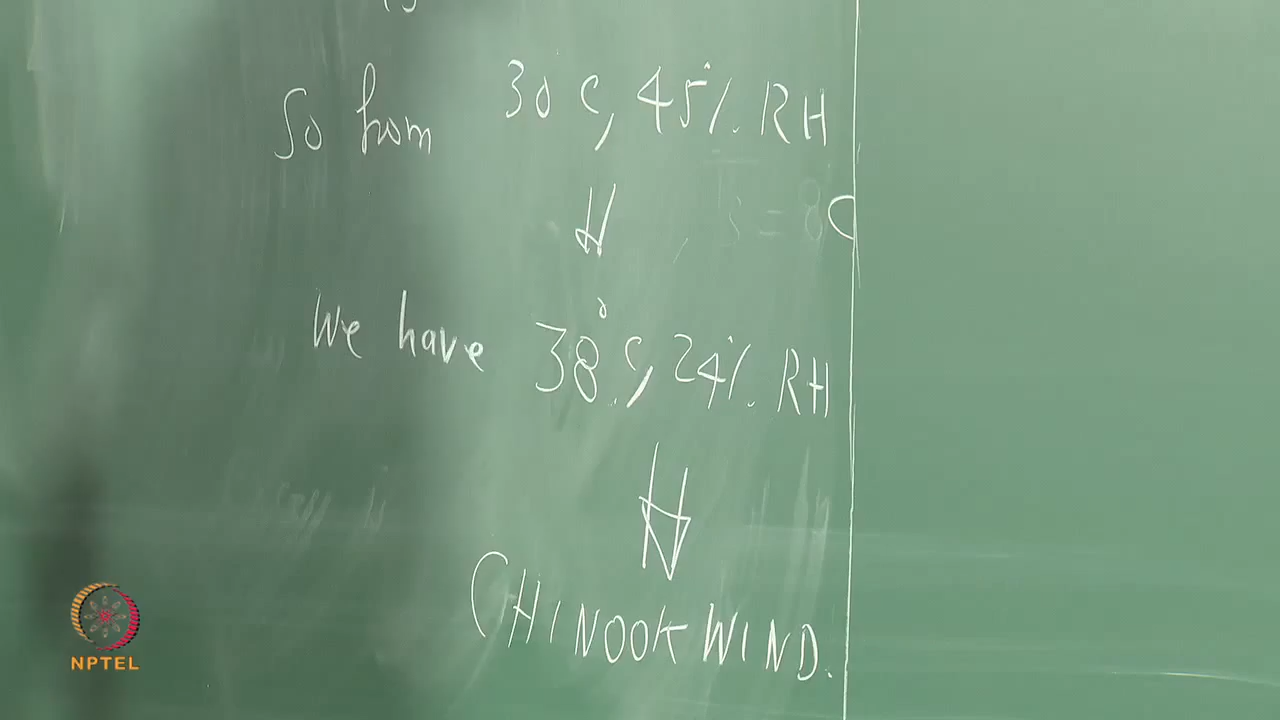 So from 30°C, 45% RH
We have 38°C, 24% RH
CHINOOK WIND.
NPTEL